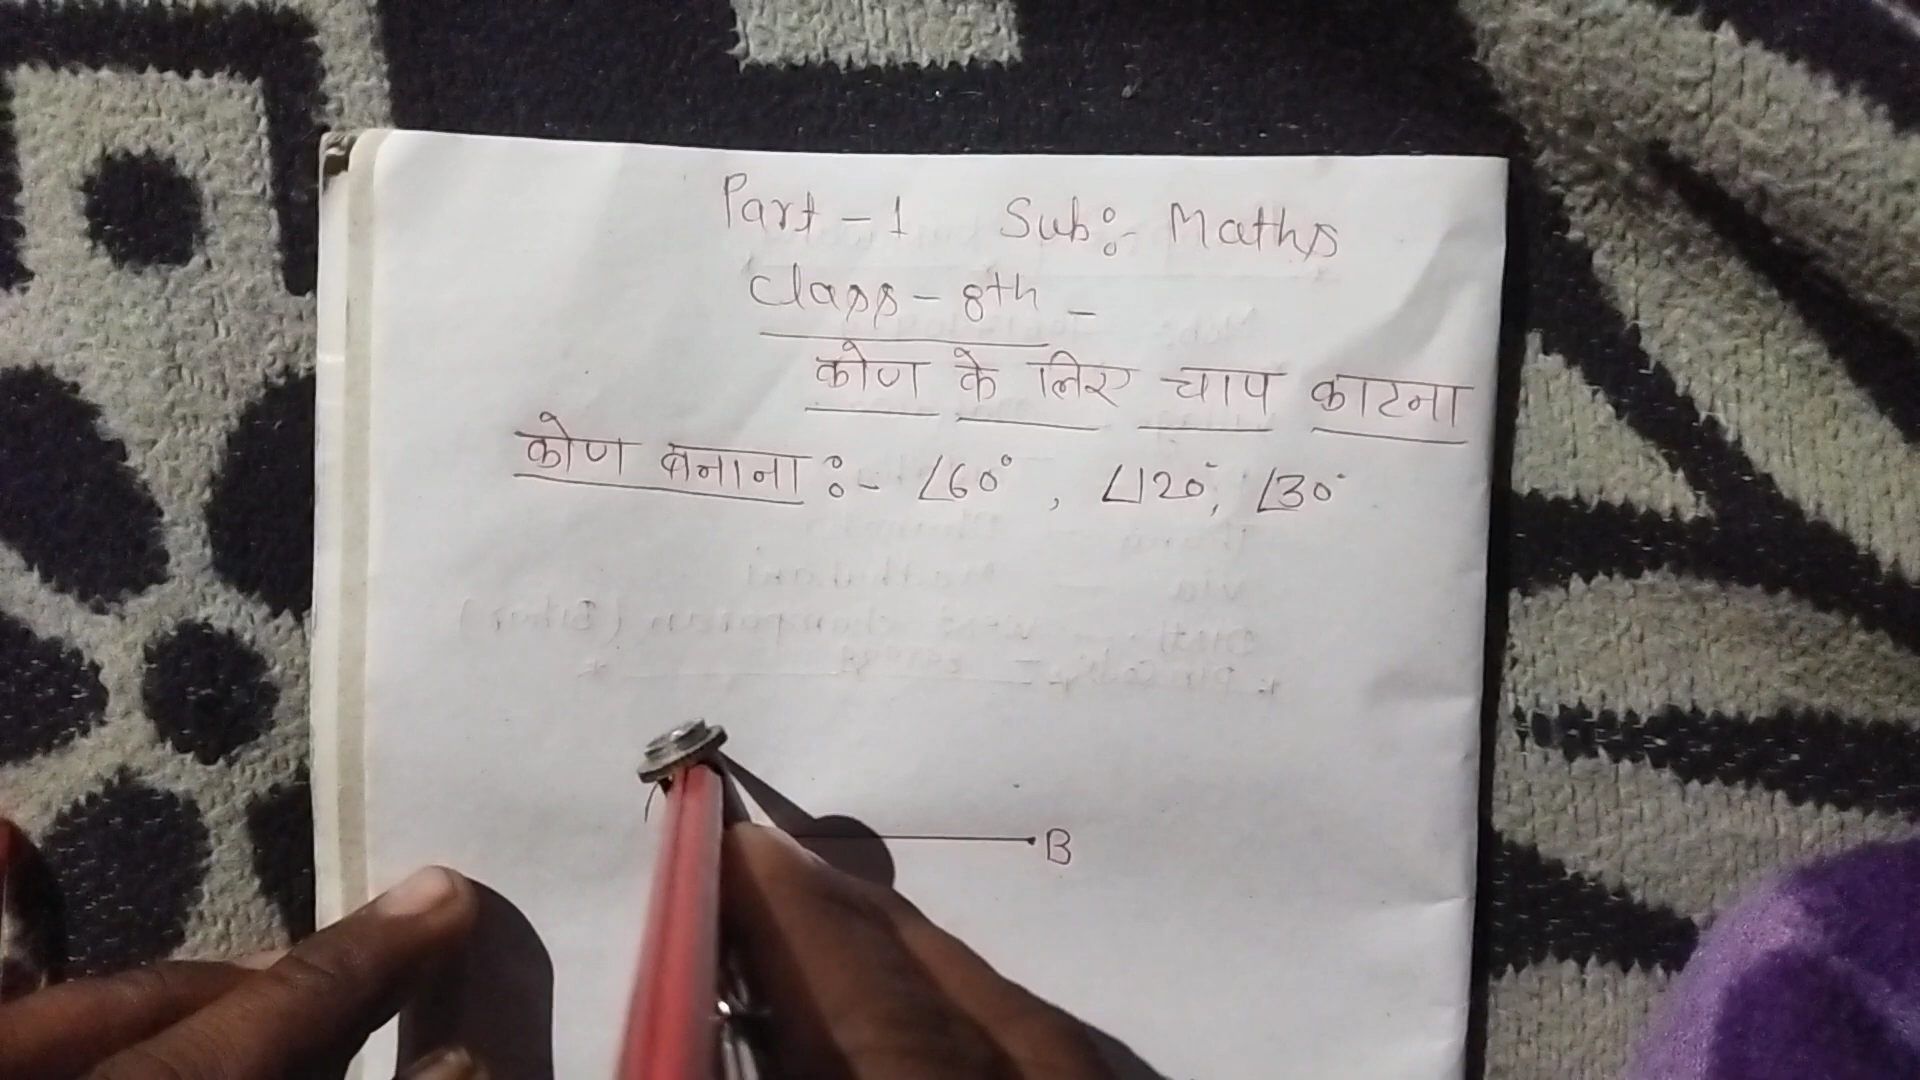 Part - 1 Sub:- Maths
Class - 8th -
कोण के लिए चाप काटना
कोण बनाना :- ∠60°, ∠120°, ∠30°
B